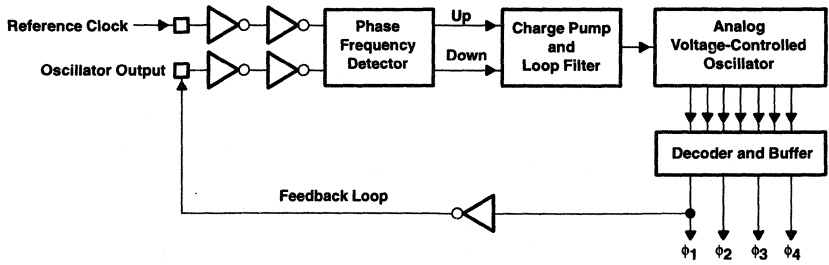 Reference Clock
Oscillator Output
Phase
Frequency
Detector
Up
Down
Charge Pump
and
Loop Filter
Analog
Voltage-Controlled
Oscillator
Decoder and Buffer
Feedback Loop
ϕ1 ϕ2 ϕ3 ϕ4